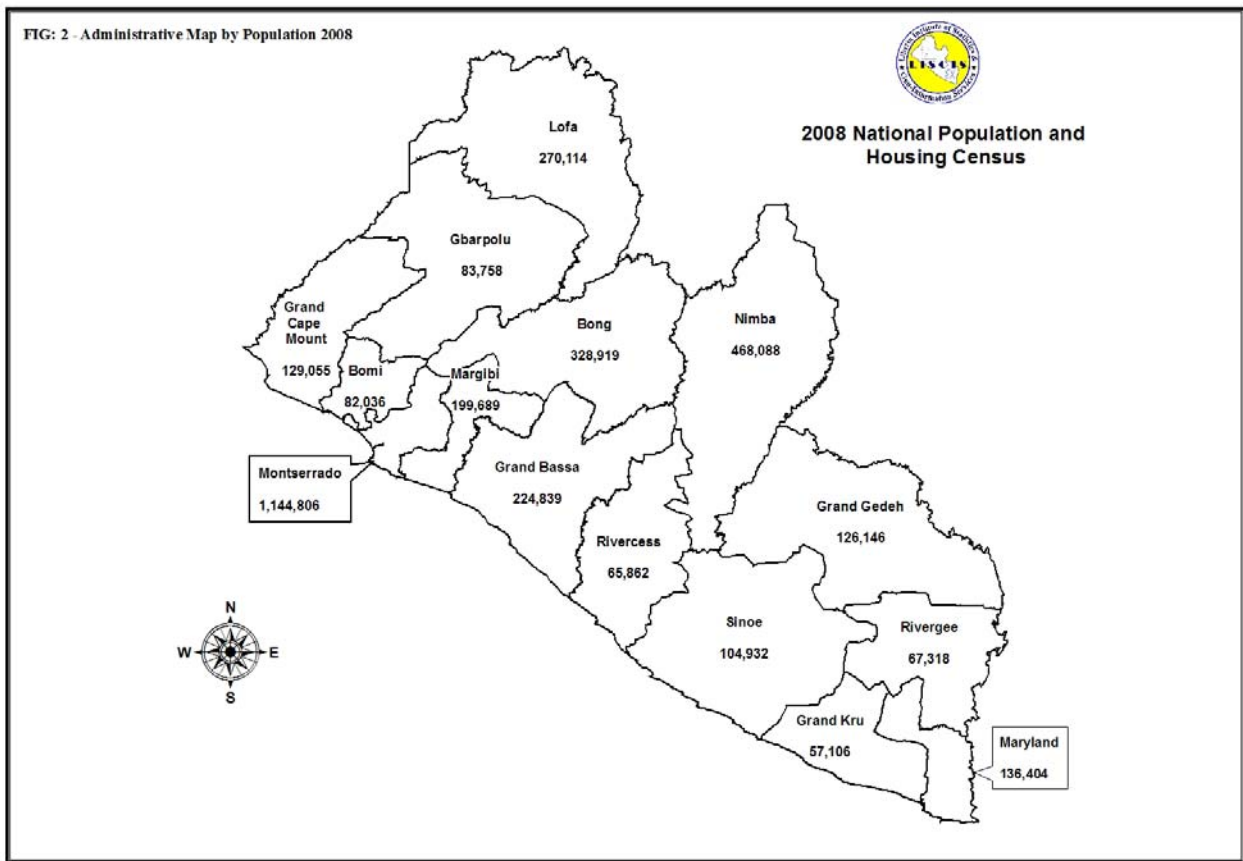 FIG: 2 - Administrative Map by Population 2008
2008 National Population and
Housing Census
Lofa
270,114
Gbarpolu
83,758
Grand
Cape
Mount
129,055
Bomi
82,036
Margibi
199,689
Bong
328,919
Nimba
468,088
Montserrado
1,144,806
Grand Bassa
224,839
Rivercess
65,862
Grand Gedeh
126,146
Sinoe
104,932
Rivergee
67,318
Grand Kru
57,106
Maryland
136,404
N
W
E
S